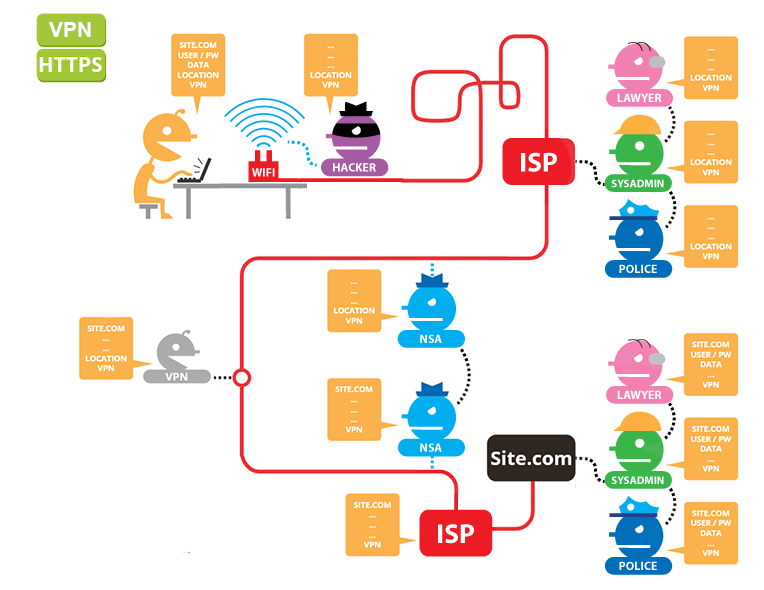 VPN
HTTPS
SITE.COM
USER / PW
DATA
LOCATION
VPN
...
...
...
LOCATION
VPN
WIFI
HACKER
ISP
...
...
...
LOCATION
VPN
LAWYER
...
...
...
LOCATION
VPN
SYSADMIN
...
...
...
LOCATION
VPN
POLICE
...
...
...
LOCATION
VPN
NSA
SITE.COM
...
...
LOCATION
VPN
VPN
SITE.COM
...
...
...
VPN
NSA
SITE.COM
...
...
...
VPN
ISP
Site.com
SITE.COM
USER / PW
DATA
...
VPN
LAWYER
SITE.COM
USER / PW
DATA
...
VPN
SYSADMIN
SITE.COM
USER / PW
DATA
...
VPN
POLICE